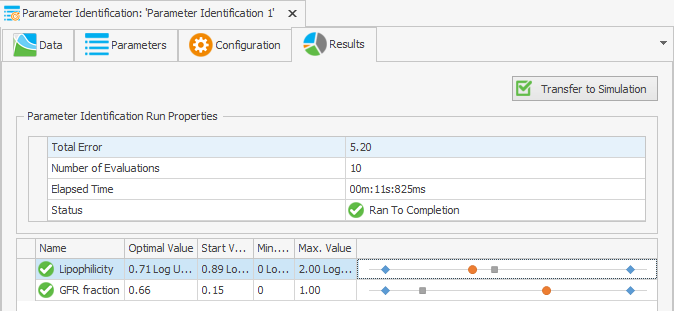 Parameter Identification: 'Parameter Identification 1'
Data Parameters Configuration Results
Transfer to Simulation
Parameter Identification Run Properties
Total Error 5.20
Number of Evaluations 10
Elapsed Time 00m:11s:825ms
Status Ran To Completion
Name Optimal Value Start V... Min.... Max. Value
Lipophilicity 0.71 Log U... 0.89 Lo... 0 Lo... 2.00 Log...
GFR fraction 0.66 0.15 0 1.00